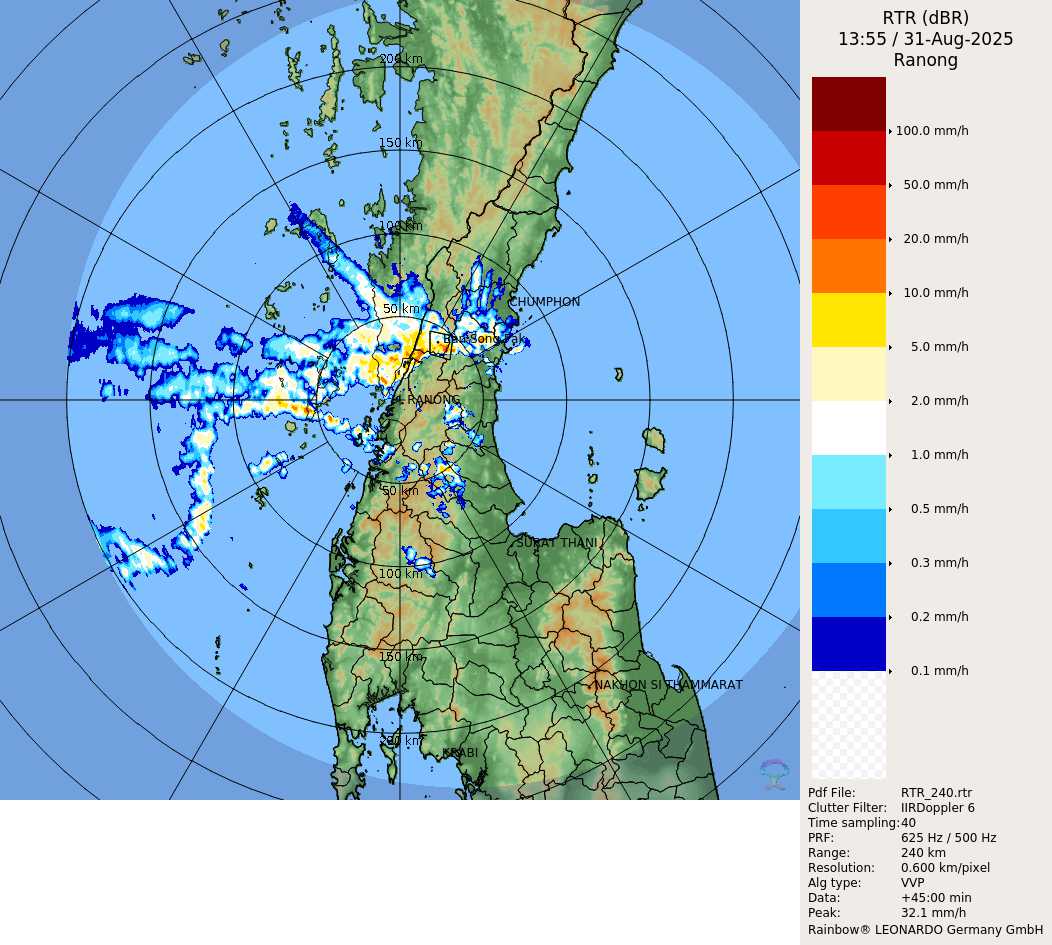 RTR (dBR)
13:55 / 31-Aug-2025
Ranong
200 km
150 km
100 km
50 km
CHUMPHON
Ban Song Pak
RANONG
50 km
SURAT THANI
100 km
150 km
NAKHON SI THAMMARAT
200 km
KRABI
100.0 mm/h
50.0 mm/h
20.0 mm/h
10.0 mm/h
5.0 mm/h
2.0 mm/h
1.0 mm/h
0.5 mm/h
0.3 mm/h
0.2 mm/h
0.1 mm/h
Pdf File: RTR_240.rtr
Clutter Filter: IIRDoppler 6
Time sampling:40
PRF: 625 Hz / 500 Hz
Range: 240 km
Resolution: 0.600 km/pixel
Alg type: VVP
Data: +45:00 min
Peak: 32.1 mm/h
Rainbow® LEONARDO Germany GmbH